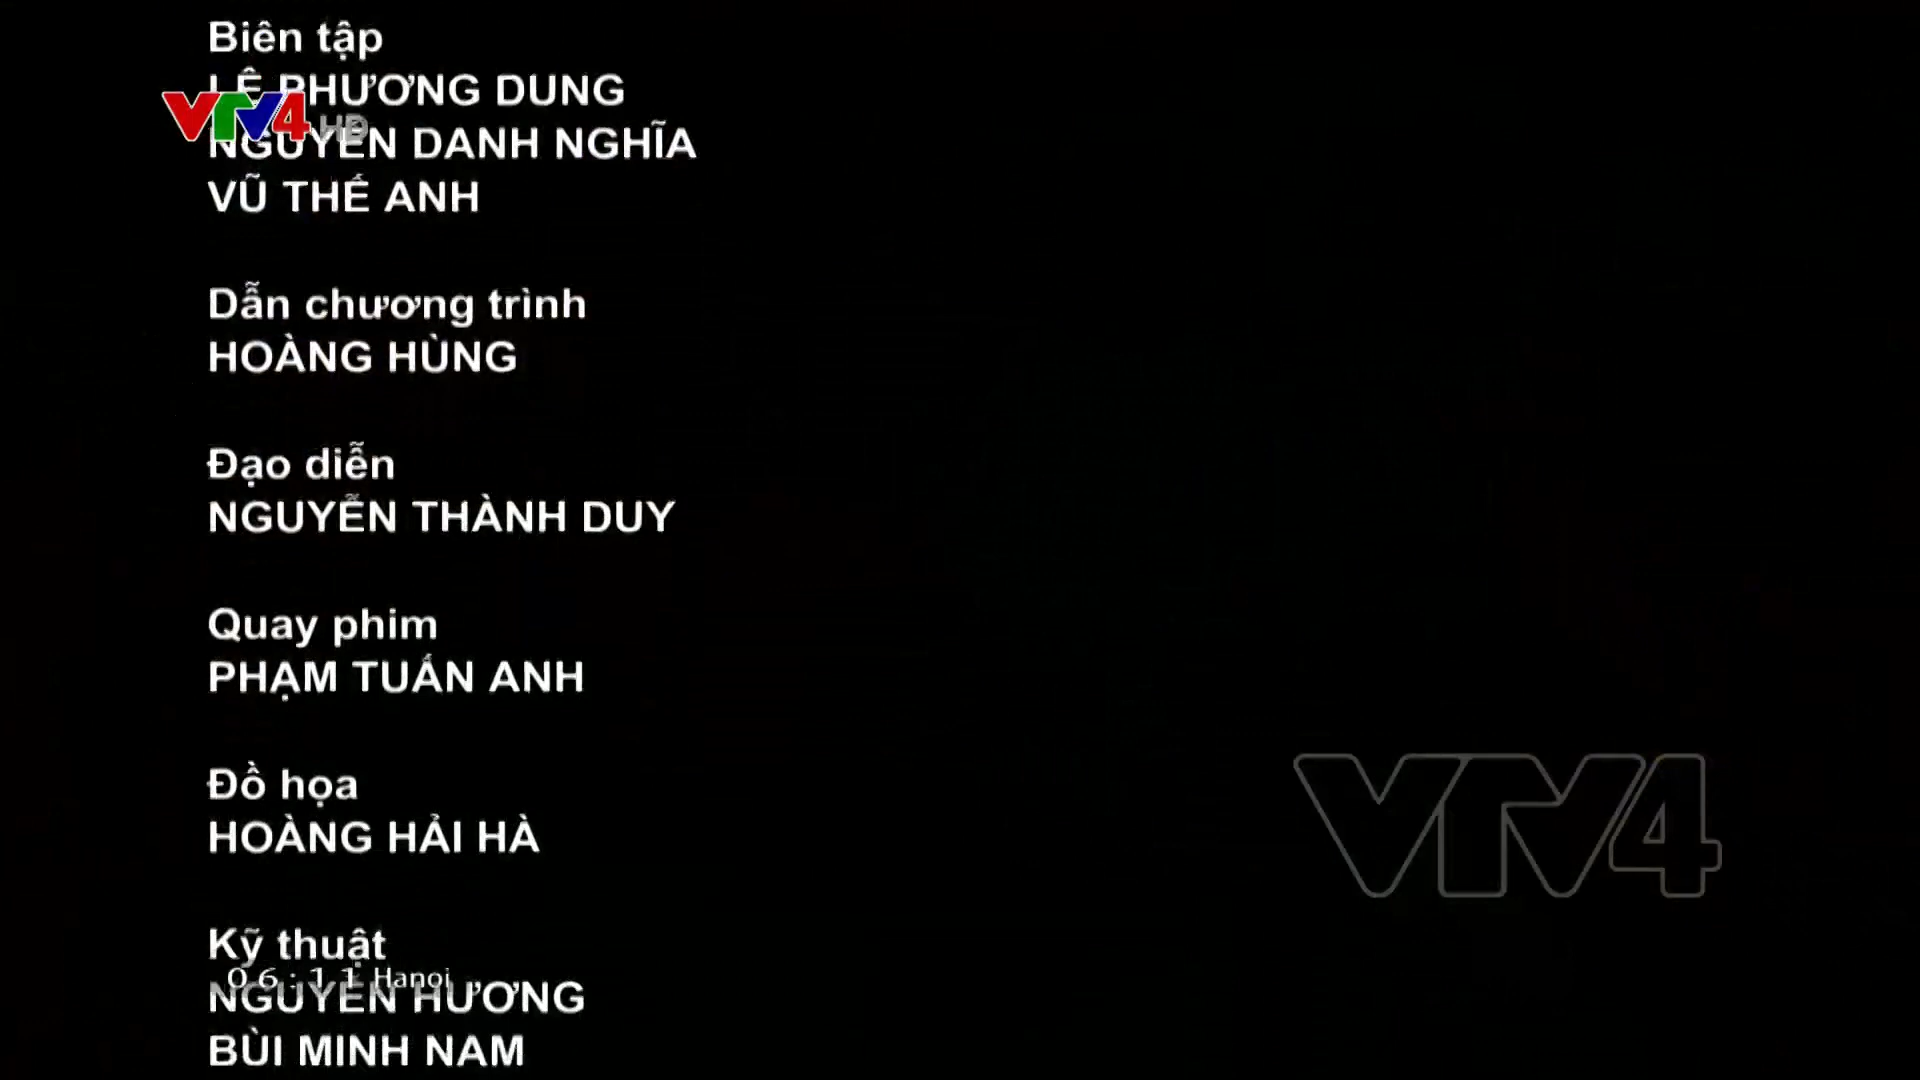 Biên tập
LÊ PHƯƠNG DUNG
VTV4 HD
NGUYỄN DANH NGHĨA
VŨ THẾ ANH
Dẫn chương trình
HOÀNG HÙNG
Đạo diễn
NGUYỄN THÀNH DUY
Quay phim
PHẠM TUẤN ANH
Đồ họa
HOÀNG HẢI HÀ
VTV4
Kỹ thuật
06:11 Hanoi
NGUYỄN HƯƠNG
BÙI MINH NAM